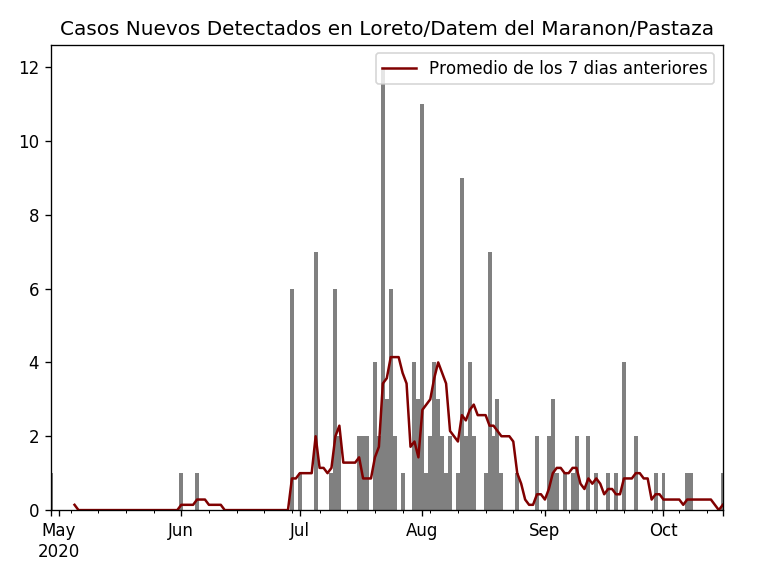 Casos Nuevos Detectados en Loreto/Datem del Maranon/Pastaza
Promedio de los 7 dias anteriores
12
10
8
6
4
2
0
May Jun Jul Aug Sep Oct
2020